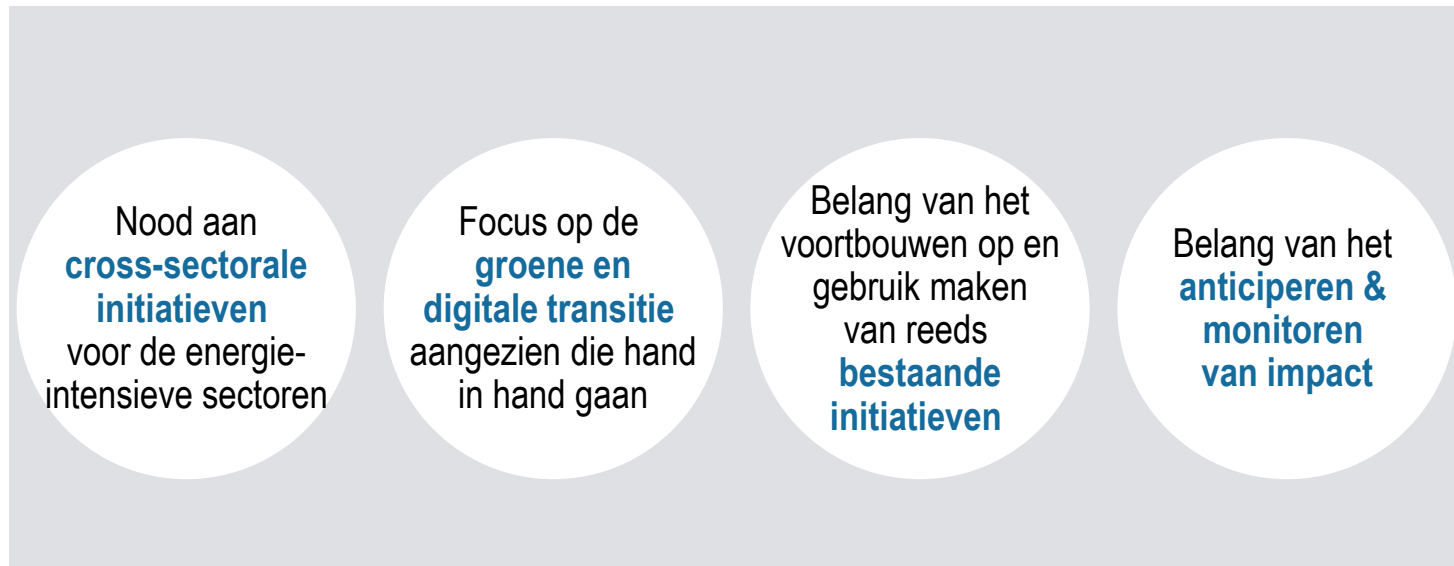 Nood aan
cross-sectorale
initiatieven
voor de energie-
intensieve sectoren
Focus op de
groene en
digitale transitie
aangezien die hand
in hand gaan
Belang van het
voortbouwen op en
gebruik maken
van reeds
bestaande
initiatieven
Belang van het
anticiperen &
monitoren
van impact